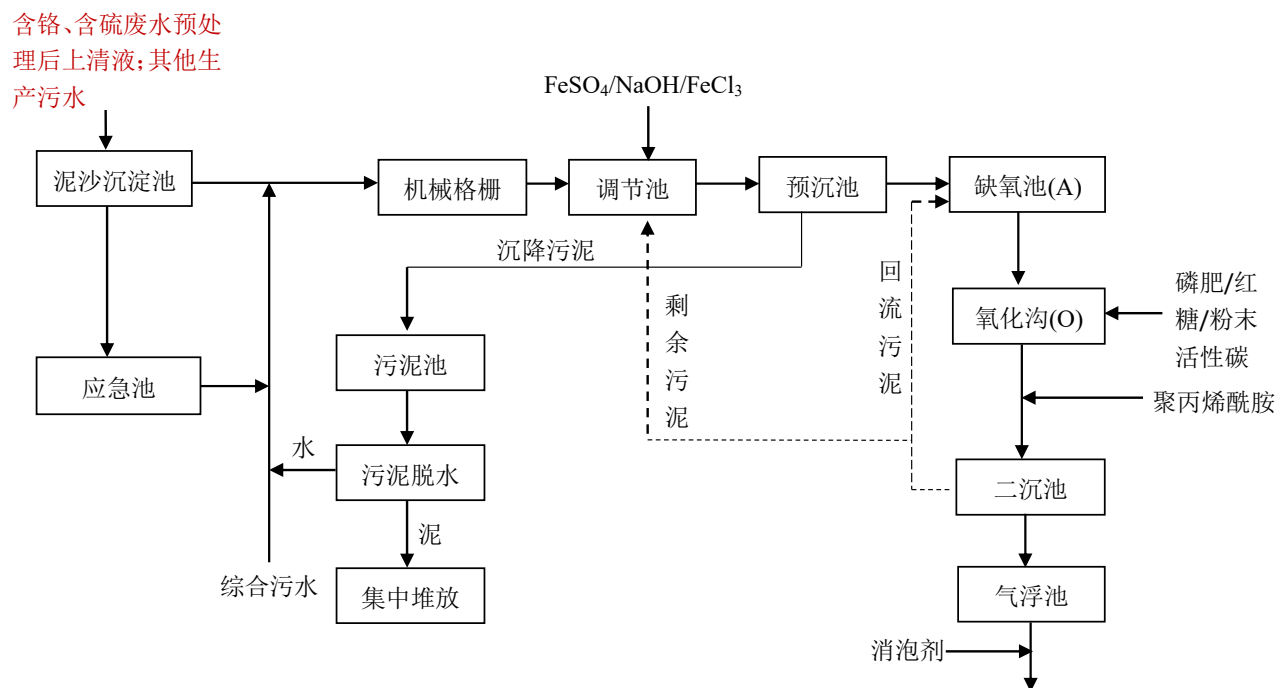 含铬、含硫废水预处
理后上清液;其他生
产污水
FeSO₄/NaOH/FeCl₃
泥沙沉淀池
机械格栅
调节池
预沉池
缺氧池(A)
沉降污泥
剩余污泥
回流污泥
氧化沟(O)
磷肥/红
糖/粉末
活性碳
污泥池
应急池
聚丙烯酰胺
水
污泥脱水
二沉池
泥
综合污水
集中堆放
气浮池
消泡剂